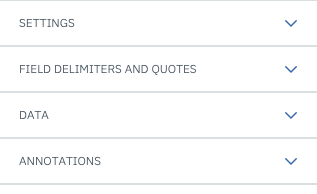 SETTINGS
FIELD DELIMITERS AND QUOTES
DATA
ANNOTATIONS